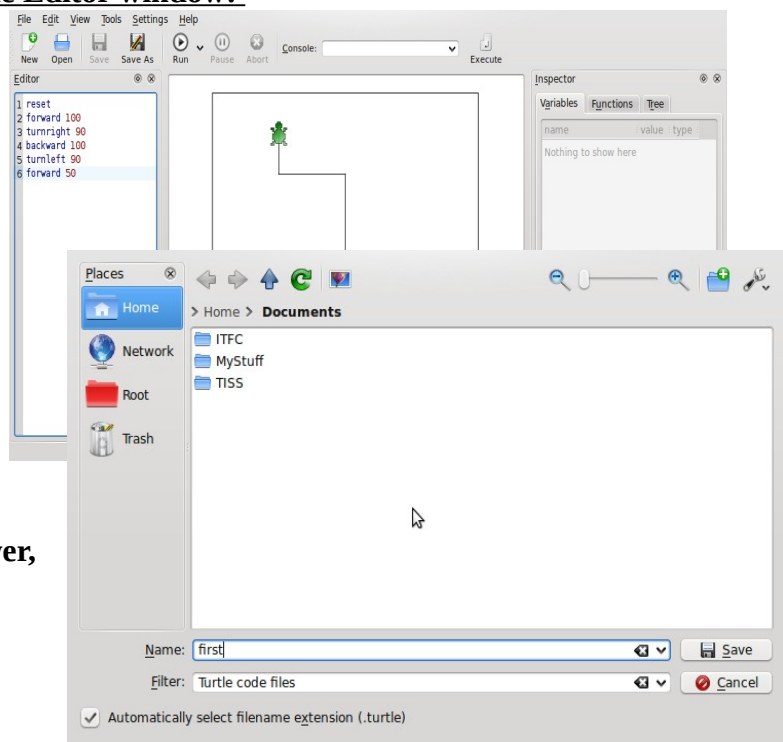 Editor window?
File Edit View Tools Settings Help
New Open Save Save As Run Pause Abort Console: Execute
Editor
1 reset
2 forward 100
3 turnright 90
4 backward 100
5 turnleft 90
6 forward 50
Inspector
Variables Functions Tree
name value type
Nothing to show here
Places
Home
Network
Root
Trash
> Home > Documents
ITFC
MyStuff
TISS
er,
Name: first
Save
Filter: Turtle code files
Cancel
Automatically select filename extension (.turtle)